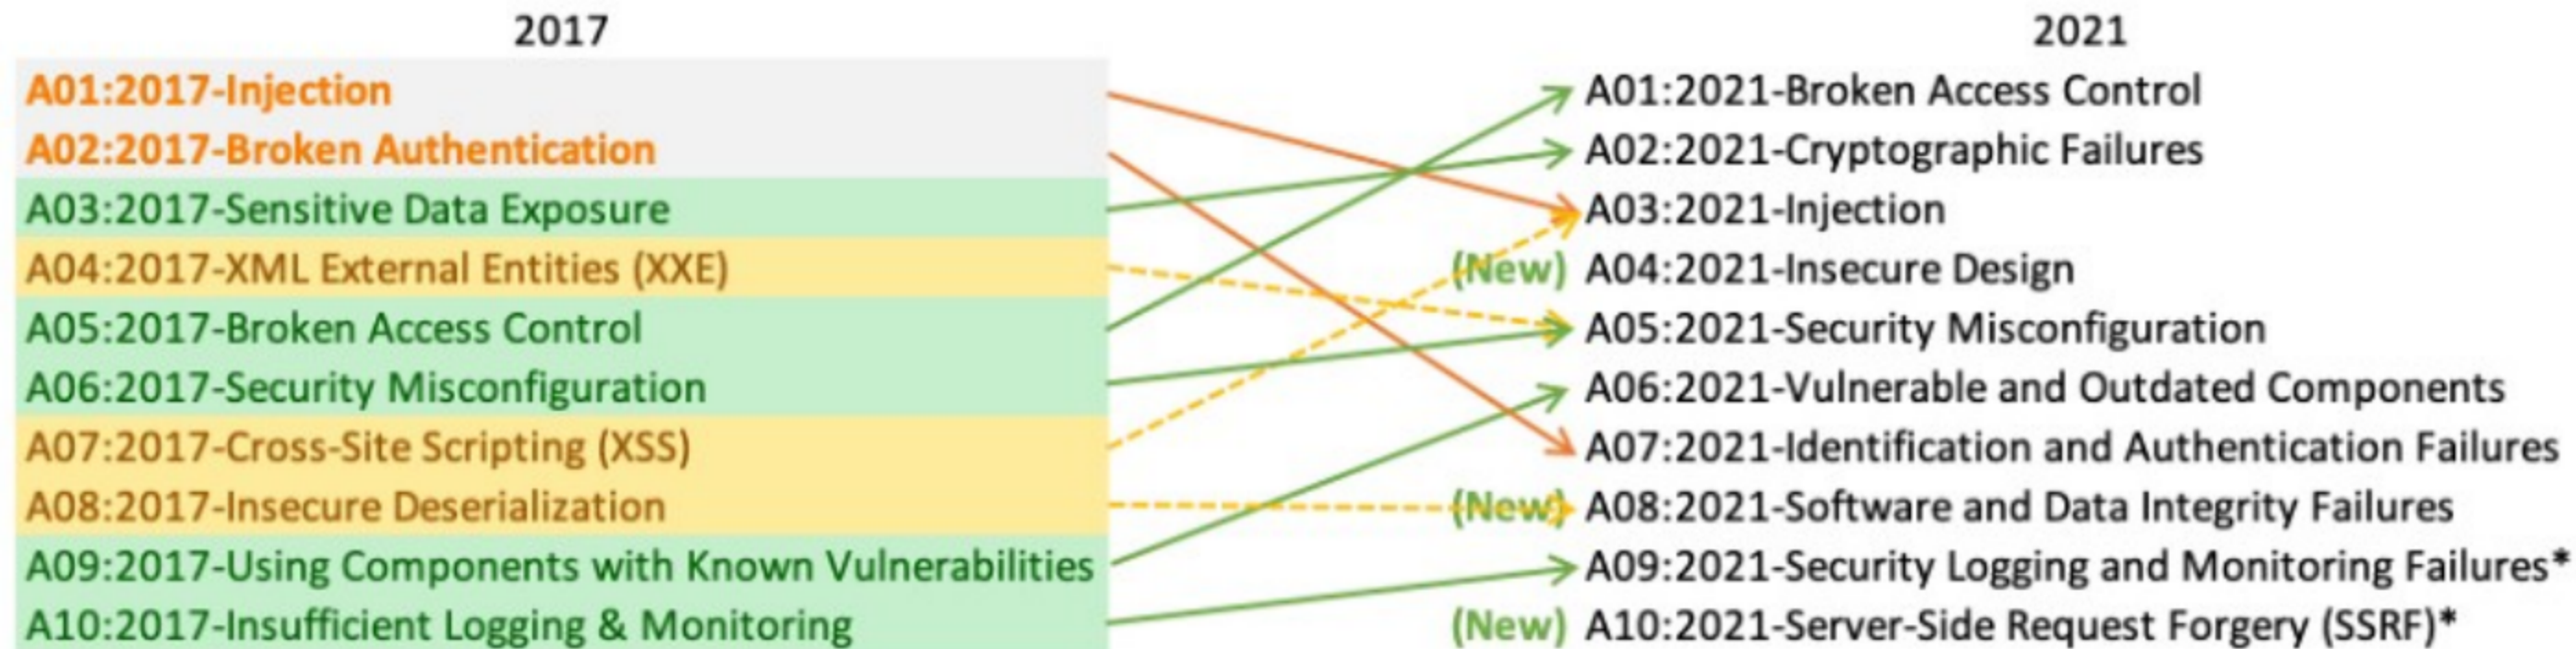 2017
A01:2017-Injection
A02:2017-Broken Authentication
A03:2017-Sensitive Data Exposure
A04:2017-XML External Entities (XXE)
A05:2017-Broken Access Control
A06:2017-Security Misconfiguration
A07:2017-Cross-Site Scripting (XSS)
A08:2017-Insecure Deserialization
A09:2017-Using Components with Known Vulnerabilities
A10:2017-Insufficient Logging & Monitoring
2021
A01:2021-Broken Access Control
A02:2021-Cryptographic Failures
A03:2021-Injection
(New) A04:2021-Insecure Design
A05:2021-Security Misconfiguration
A06:2021-Vulnerable and Outdated Components
A07:2021-Identification and Authentication Failures
(New) A08:2021-Software and Data Integrity Failures
A09:2021-Security Logging and Monitoring Failures*
(New) A10:2021-Server-Side Request Forgery (SSRF)*